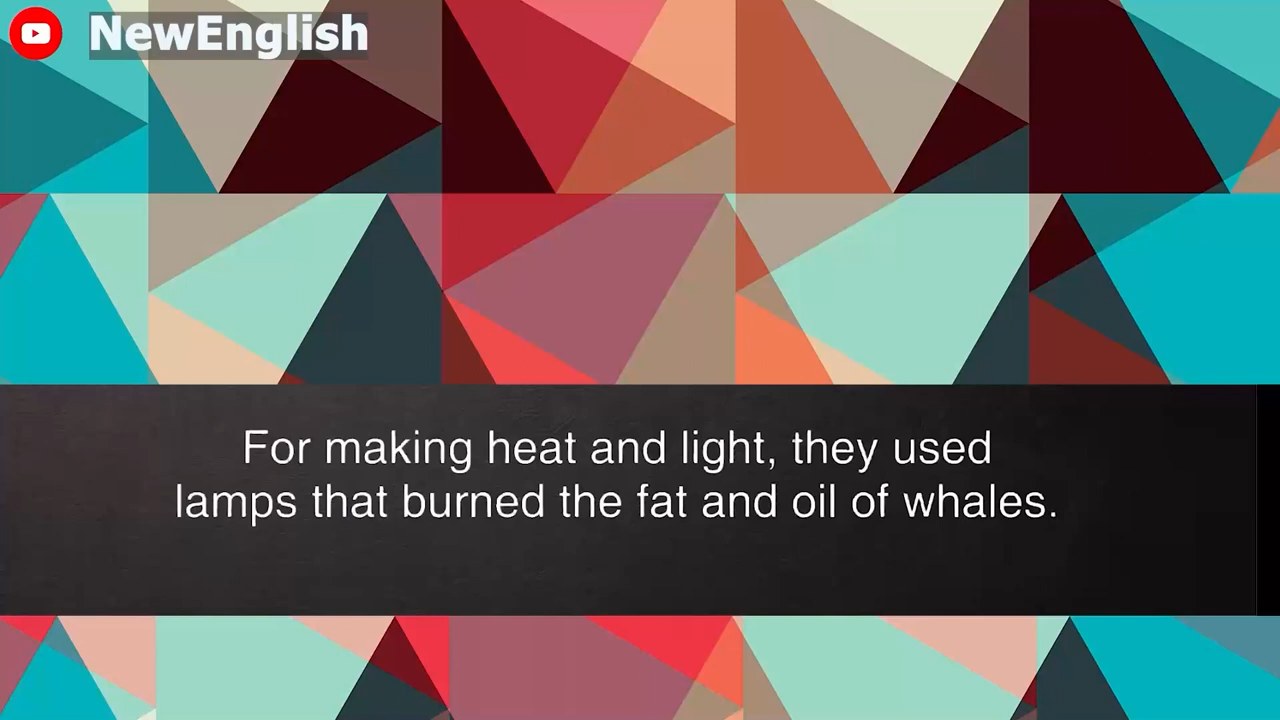 NewEnglish
For making heat and light, they used
lamps that burned the fat and oil of whales.